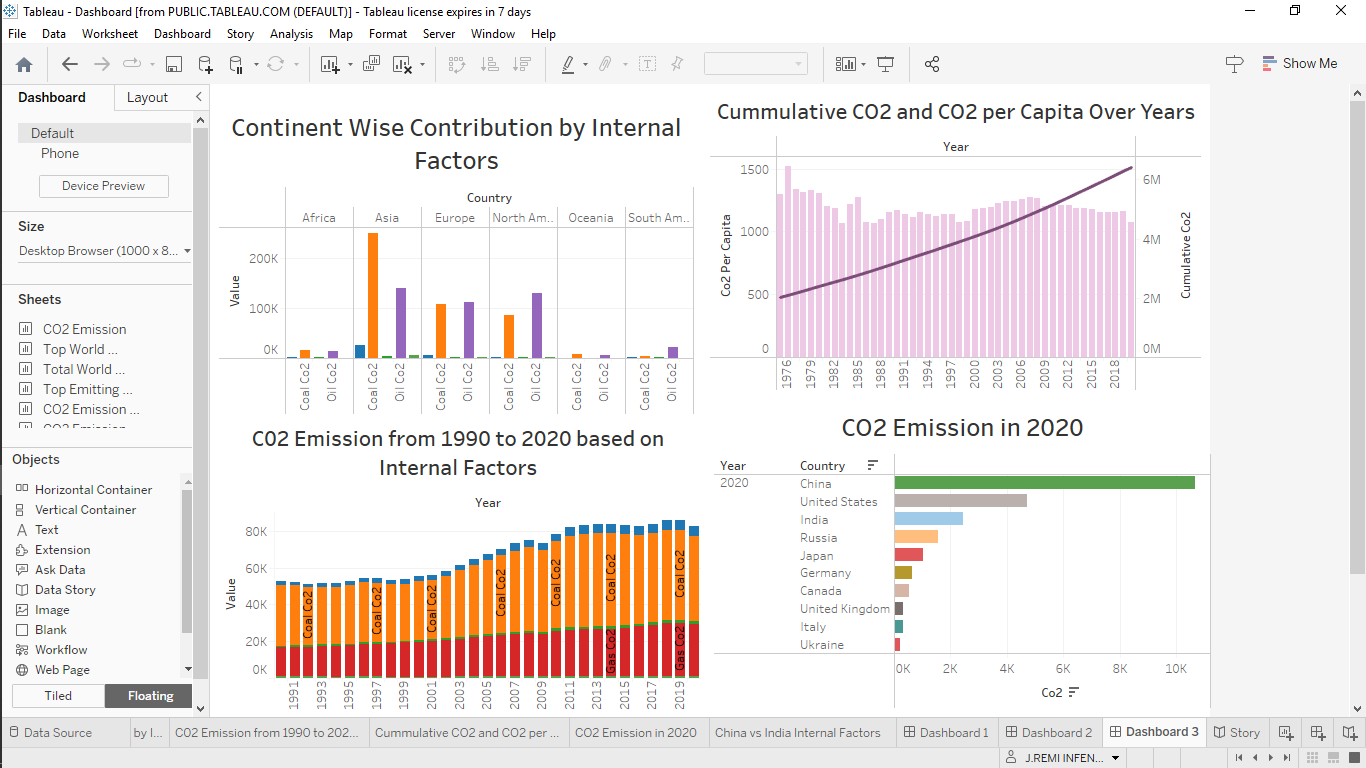 Tableau - Dashboard [from PUBLIC.TABLEAU.COM (DEFAULT)] - Tableau license expires in 7 days
File Data Worksheet Dashboard Story Analysis Map Format Server Window Help
Show Me
Dashboard Layout
Default
Phone
Device Preview
Size
Desktop Browser (1000 x 8...
Sheets
CO2 Emission
Top World ...
Total World ...
Top Emitting ...
CO2 Emission ...
CO2 Emission
Objects
Horizontal Container
Vertical Container
Text
Extension
Ask Data
Data Story
Image
Blank
Workflow
Web Page
Tiled Floating
Continent Wise Contribution by Internal
Factors
Country
Africa Asia Europe North Am.. Oceania South Am..
Value
200K
100K
0K
Coal Co2 Oil Co2 Coal Co2 Oil Co2 Coal Co2 Oil Co2 Coal Co2 Oil Co2 Coal Co2 Oil Co2 Coal Co2 Oil Co2
Cummulative CO2 and CO2 per Capita Over Years
Year
Co2 Per Capita
1500
1000
500
0
6M
4M
2M
0M
Cumulative Co2
1976 1979 1982 1985 1988 1991 1994 1997 2000 2003 2006 2009 2012 2015 2018
C02 Emission from 1990 to 2020 based on
Internal Factors
Year
Value
80K
60K
40K
20K
0K
Coal Co2 Coal Co2 Coal Co2 Coal Co2 Coal Co2 Coal Co2 Coal Co2
Gas Co2 Gas Co2
1991 1993 1995 1997 1999 2001 2003 2005 2007 2009 2011 2013 2015 2017 2019
CO2 Emission in 2020
Year Country
2020 China
United States
India
Russia
Japan
Germany
Canada
United Kingdom
Italy
Ukraine
0K 2K 4K 6K 8K 10K
Co2
Data Source by I... C02 Emission from 1990 to 202... Cummulative CO2 and CO2 per ... CO2 Emission in 2020 China vs India Internal Factors Dashboard 1 Dashboard 2 Dashboard 3 Story
J.REMI INFEN...